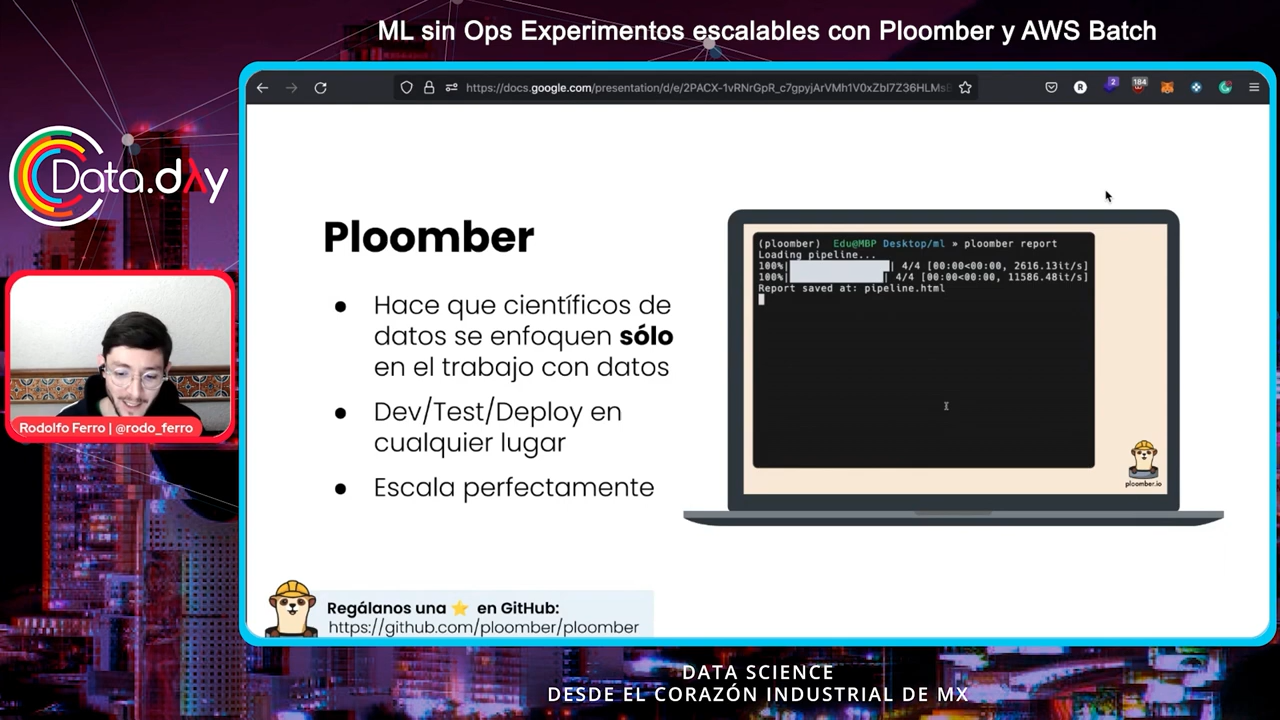 ML sin Ops Experimentos escalables con Ploomber y AWS Batch
https://docs.google.com/presentation/d/e/2PACX-1vRNrGpR_c7gpyjArVMh1V0xZbI7Z36HLMs
R
2
184
Data.dλy
Rodolfo Ferro | @rodo_ferro
Ploomber
● Hace que científicos de
datos se enfoquen sólo
en el trabajo con datos
● Dev/Test/Deploy en
cualquier lugar
● Escala perfectamente
(ploomber) Edu@MBP Desktop/ml » ploomber report
Loading pipeline...
100%| | 4/4 [00:00<00:00, 2616.13it/s]
100%| | 4/4 [00:00<00:00, 11586.48it/s]
Report saved at: pipeline.html
ploomber.io
Regálanos una ⭐ en GitHub:
https://github.com/ploomber/ploomber
DATA SCIENCE
DESDE EL CORAZÓN INDUSTRIAL DE MX